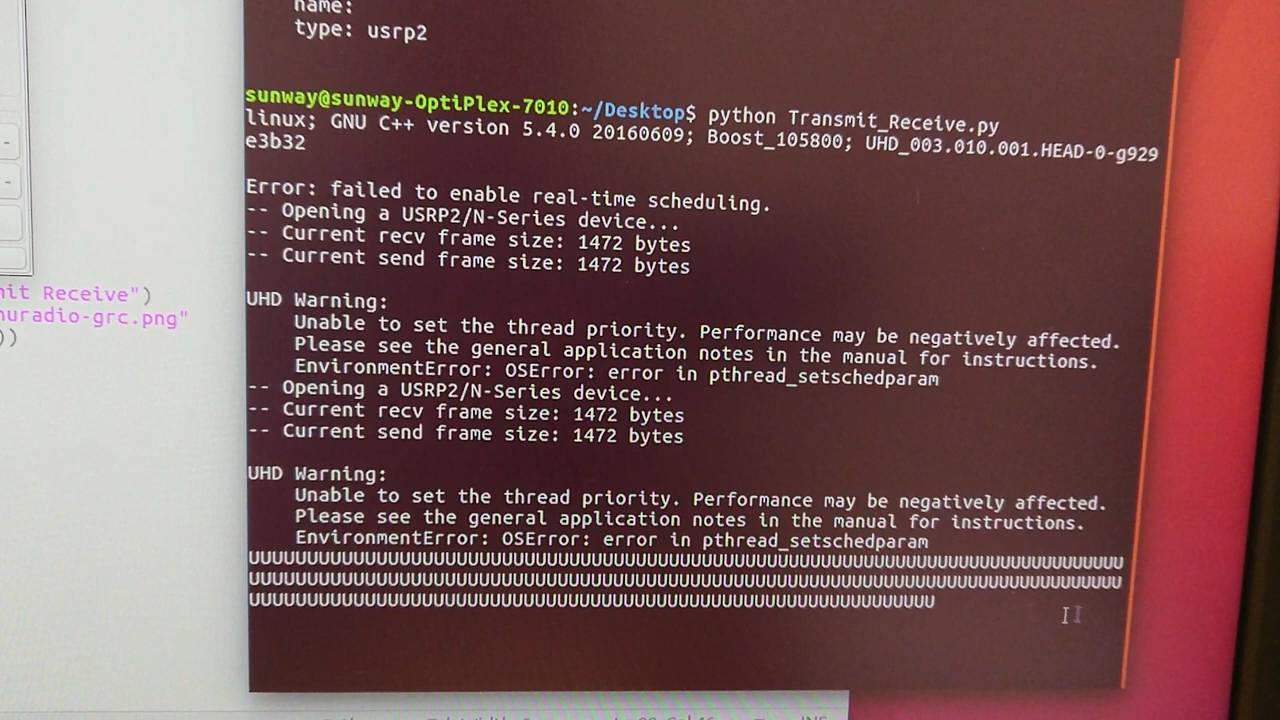 name:
type: usrp2
sunway@sunway-OptiPlex-7010:~/Desktop$ python Transmit_Receive.py
linux; GNU C++ version 5.4.0 20160609; Boost_105800; UHD_003.010.001.HEAD-0-g929
e3b32
Error: failed to enable real-time scheduling.
-- Opening a USRP2/N-Series device...
-- Current recv frame size: 1472 bytes
-- Current send frame size: 1472 bytes
UHD Warning:
Unable to set the thread priority. Performance may be negatively affected.
Please see the general application notes in the manual for instructions.
EnvironmentError: OSError: error in pthread_setschedparam
-- Opening a USRP2/N-Series device...
-- Current recv frame size: 1472 bytes
-- Current send frame size: 1472 bytes
UHD Warning:
Unable to set the thread priority. Performance may be negatively affected.
Please see the general application notes in the manual for instructions.
EnvironmentError: OSError: error in pthread_setschedparam
UUUUUUUUUUUUUUUUUUUUUUUUUUUUUUUUUUUUUUUUUUUUUUUUUUUUUUUUUUUUUUUUUUUUUUUUUUUUUUUU
UUUUUUUUUUUUUUUUUUUUUUUUUUUUUUUUUUUUUUUUUUUUUUUUUUUUUUUUUUUUUUUUUUUUUUUUUUUUUUUU
UUUUUUUUUUUUUUUUUUUUUUUUUUUUUUUUUUUUUUUUUUUUUUUUUUUUUUUUUUUUUUU
mit Receive")
nuradio-grc.png"
))